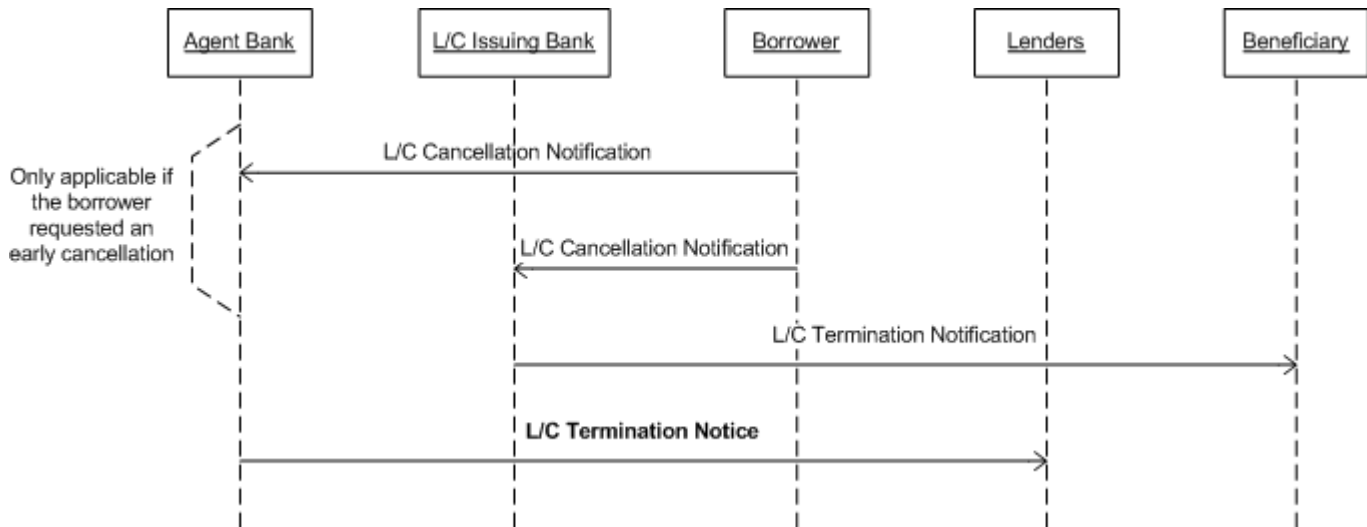 Agent Bank
L/C Issuing Bank
Borrower
Lenders
Beneficiary
L/C Cancellation Notification
Only applicable if
the borrower
requested an
early cancellation
L/C Cancellation Notification
L/C Termination Notification
L/C Termination Notice